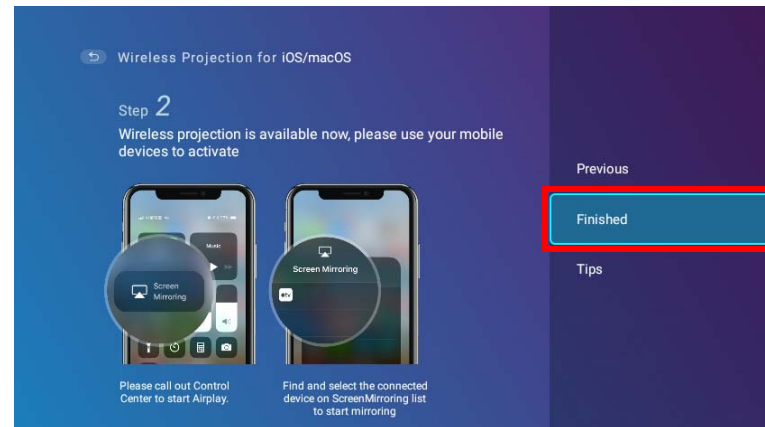 Wireless Projection for iOS/macOS
Step 2
Wireless projection is available now, please use your mobile
devices to activate
Music
Screen
Mirroring
Screen Mirroring
tv
Please call out Control
Center to start Airplay.
Find and select the connected
device on ScreenMirroring list
to start mirroring
Previous
Finished
Tips